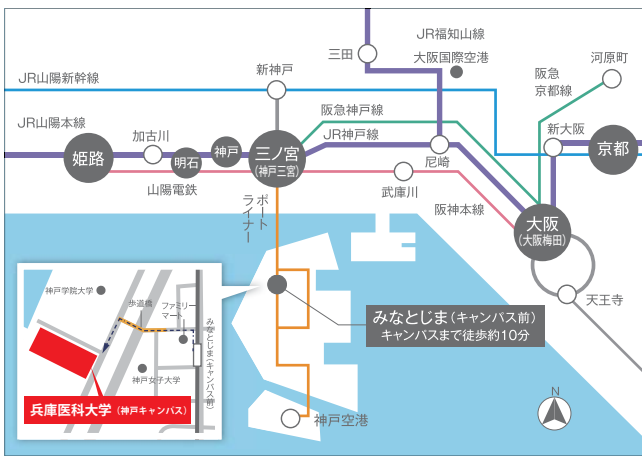 JR福知山線
三田
大阪国際空港
河原町
阪急
京都線
JR山陽新幹線
新神戸
阪急神戸線
JR山陽本線
加古川
JR神戸線
新大阪
姫路
明石
神戸
三ノ宮
(神戸三宮)
尼崎
京都
山陽電鉄
武庫川
阪神本線
大阪
(大阪梅田)
ポート
ライナー
天王寺
みなとじま(キャンパス前)
キャンパスまで徒歩約10分
神戸学院大学
歩道橋
ファミリー
マート
みなとじま(キャンパス前)
神戸女子大学
兵庫医科大学(神戸キャンパス)
神戸空港
N